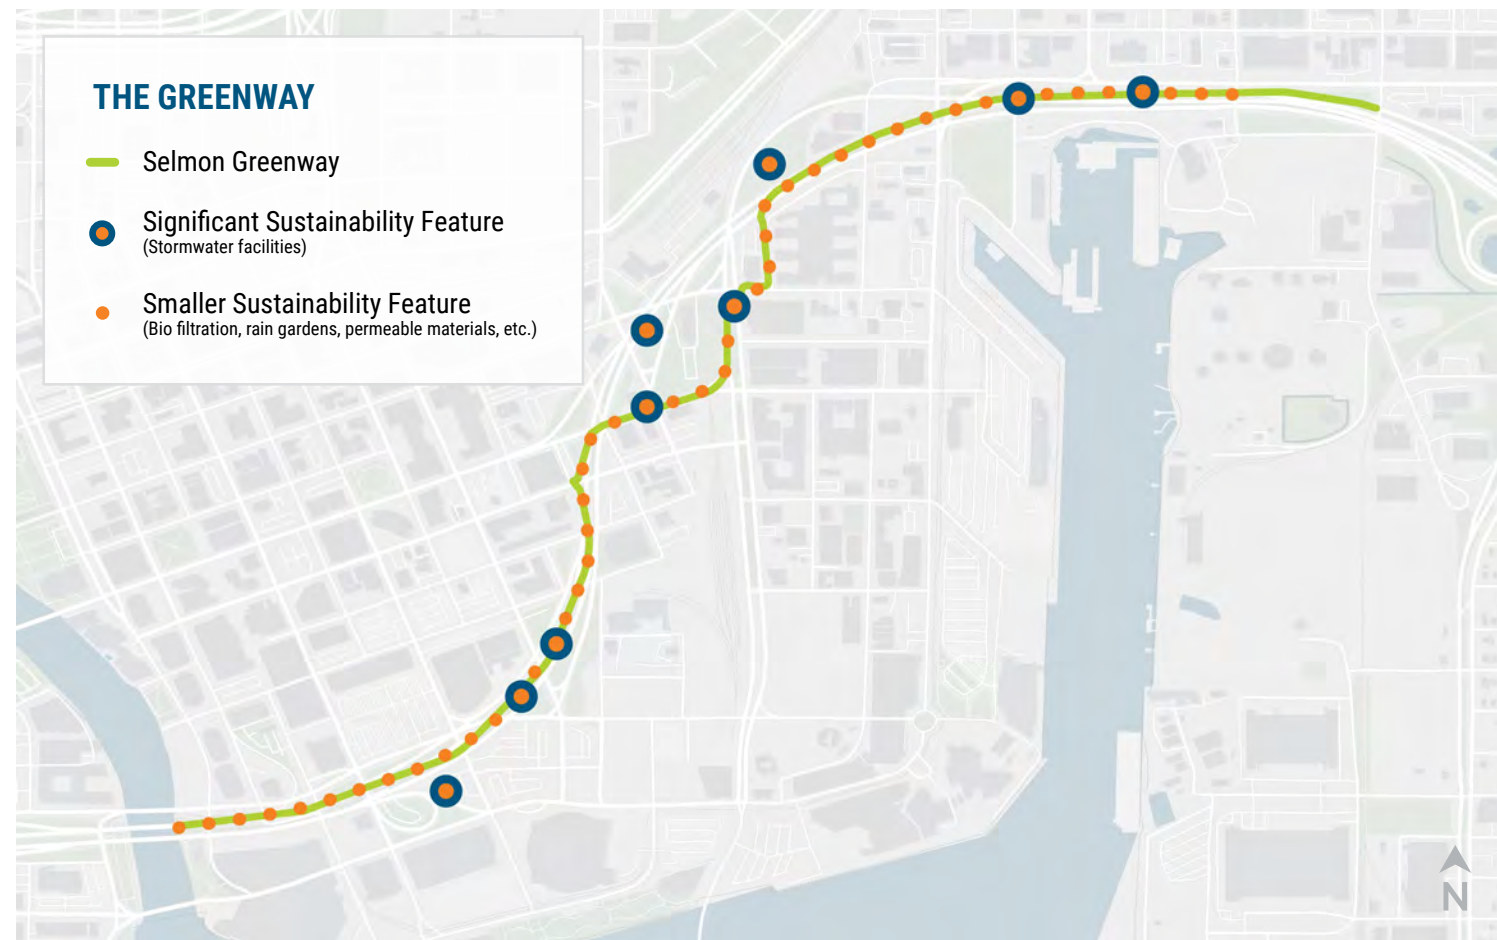 THE GREENWAY
Selmon Greenway
Significant Sustainability Feature
(Stormwater facilities)
Smaller Sustainability Feature
(Bio filtration, rain gardens, permeable materials, etc.)
N